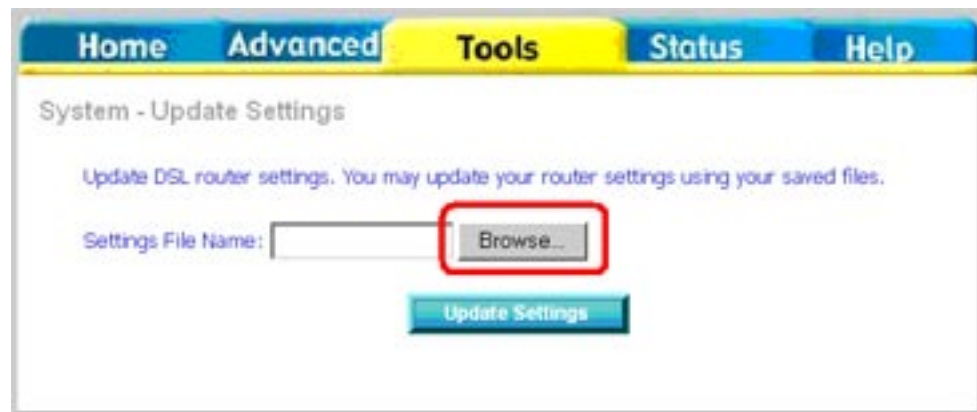 Home Advanced Tools Status Help
System - Update Settings
Update DSL router settings. You may update your router settings using your saved files.
Settings File Name: Browse...
Update Settings